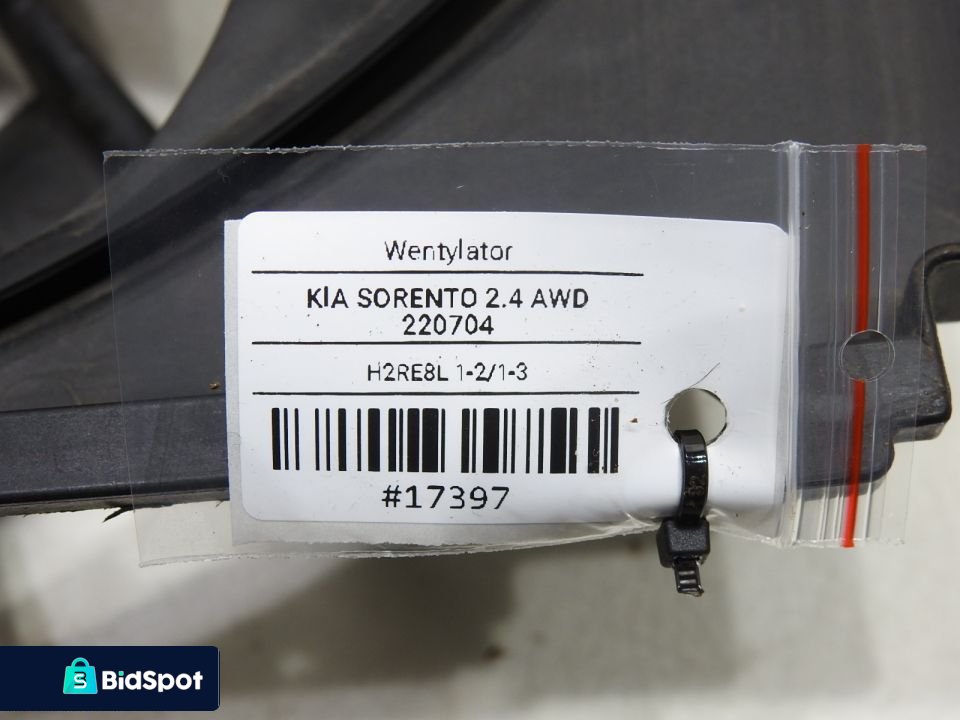 Wentylator
KIA SORENTO 2.4 AWD
220704
H2RE8L 1-2/1-3
#17397
BidSpot